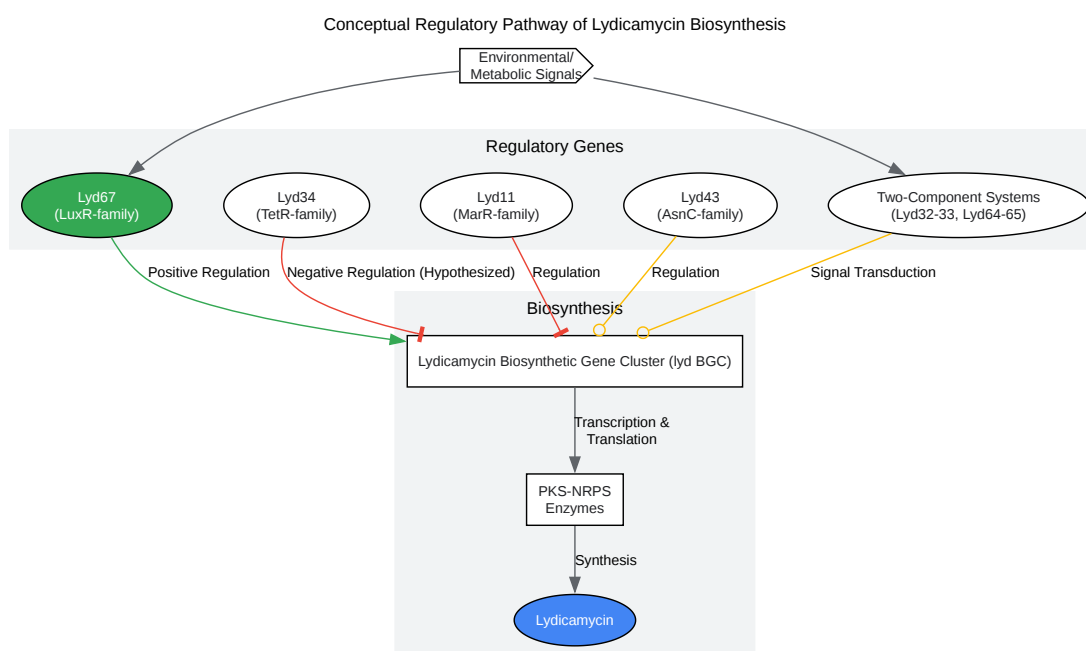 Conceptual Regulatory Pathway of Lydicamycin Biosynthesis
Environmental/
Metabolic Signals
Regulatory Genes
Lyd67
(LuxR-family)
Lyd34
(TetR-family)
Lyd11
(MarR-family)
Lyd43
(AsnC-family)
Two-Component Systems
(Lyd32-33, Lyd64-65)
Positive Regulation
Negative Regulation (Hypothesized)
Regulation
Regulation
Signal Transduction
Biosynthesis
Lydicamycin Biosynthetic Gene Cluster (lyd BGC)
Transcription &
Translation
PKS-NRPS
Enzymes
Synthesis
Lydicamycin